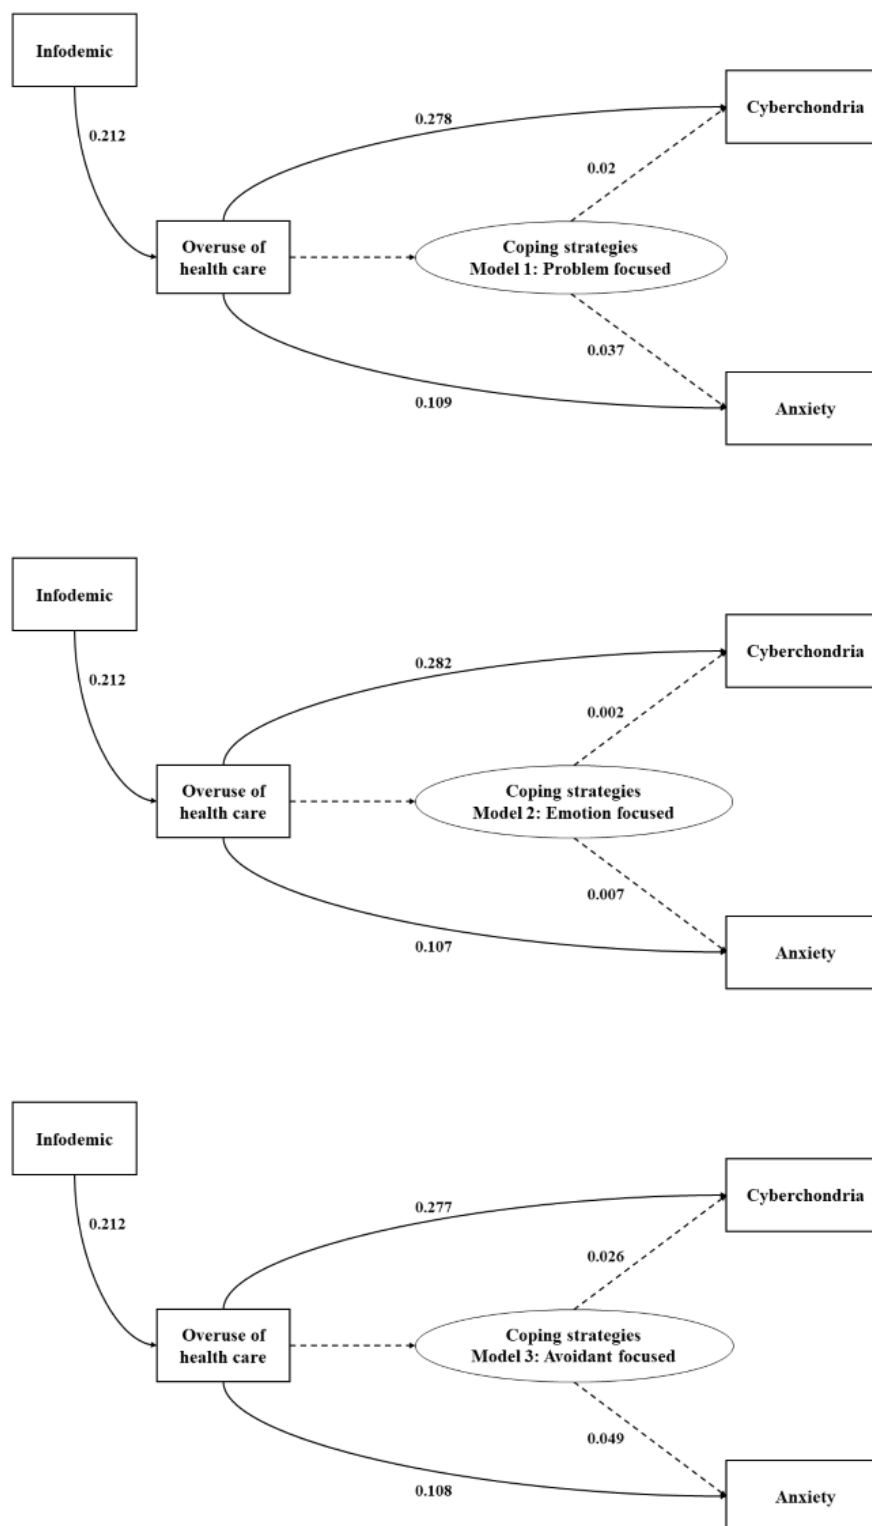 Infodemic
Cyberchondria
0.278
0.212
0.02
Overuse of
health care
Coping strategies
Model 1: Problem focused
0.037
0.109
Anxiety
Infodemic
Cyberchondria
0.282
0.212
0.002
Overuse of
health care
Coping strategies
Model 2: Emotion focused
0.007
0.107
Anxiety
Infodemic
Cyberchondria
0.277
0.212
0.026
Overuse of
health care
Coping strategies
Model 3: Avoidant focused
0.049
0.108
Anxiety